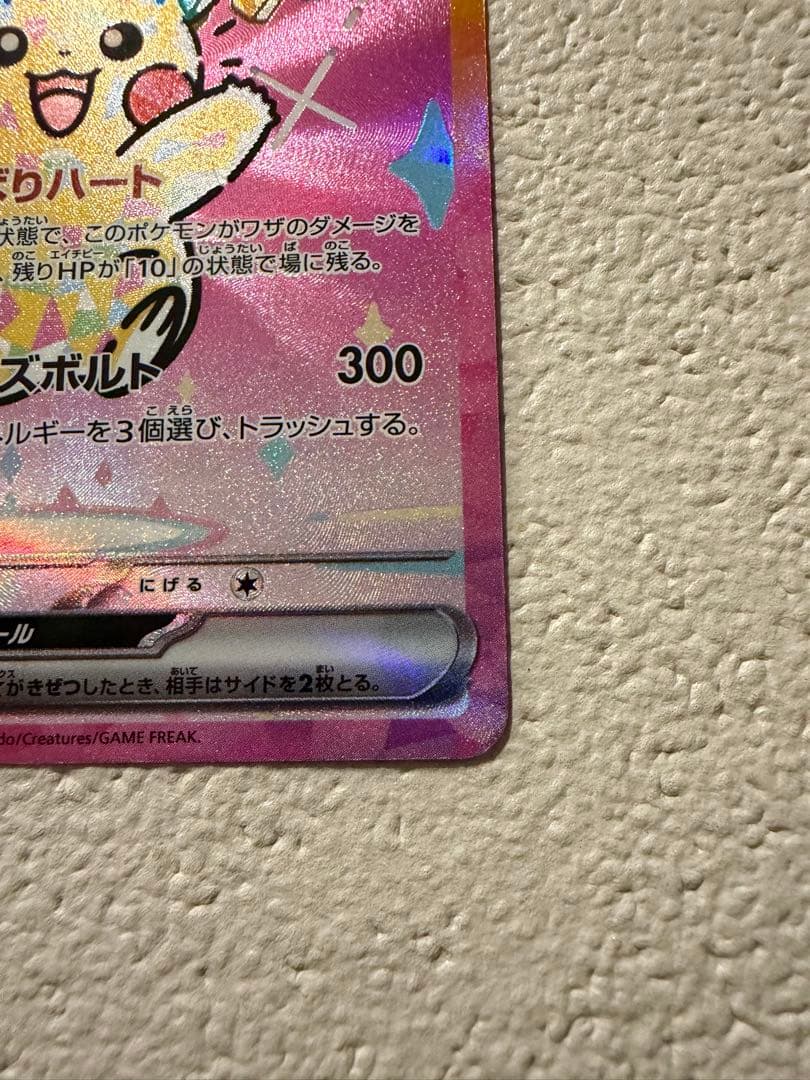 ばりハート
状態で、このポケモンがワザのダメージを
、残りHPが「10」の状態で場に残る。
ズボルト 300
ネルギーを3個選び、トラッシュする。
にげる
ール
がきぜつしたとき、相手はサイドを2枚とる。
do/Creatures/GAME FREAK.